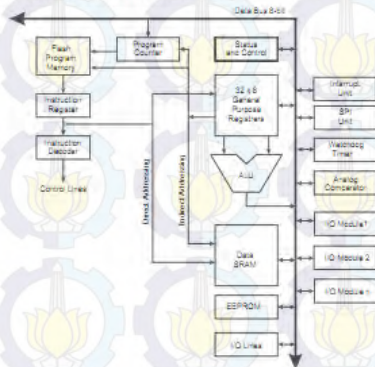 Data Bus 8-bit
Flash
Program
Memory
Program
Counter
Status
and Control
Instruction
Register
32 x 8
General
Purpose
Registrers
Interrupt
Unit
SPI
Unit
Instruction
Decoder
Watchdog
Timer
Direct Addressing
Indirect Addressing
ALU
Analog
Comparator
Control Lines
I/O Module1
Data
SRAM
I/O Module 2
I/O Module n
EEPROM
I/O Lines